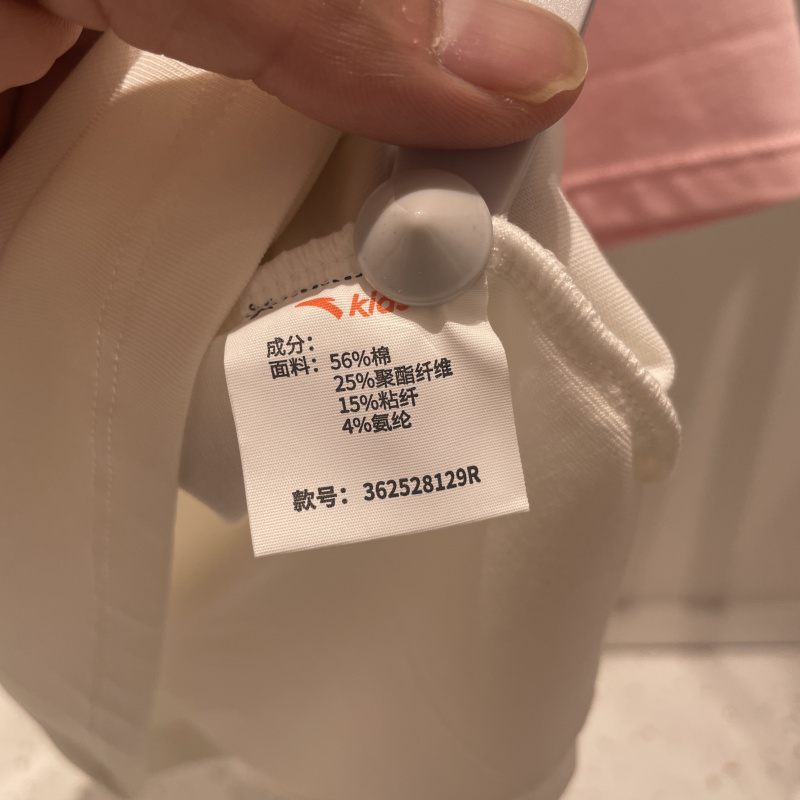 kids
成分：
面料：56%棉
25%聚酯纤维
15%粘纤
4%氨纶
款号：362528129R